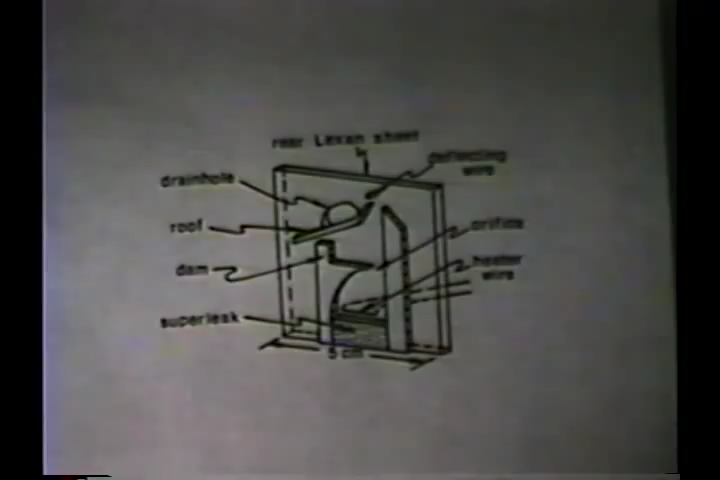 rear Lexan sheet
deflecting
wire
drainhole
roof
orifice
dam
heater
wire
superleak
5 cm